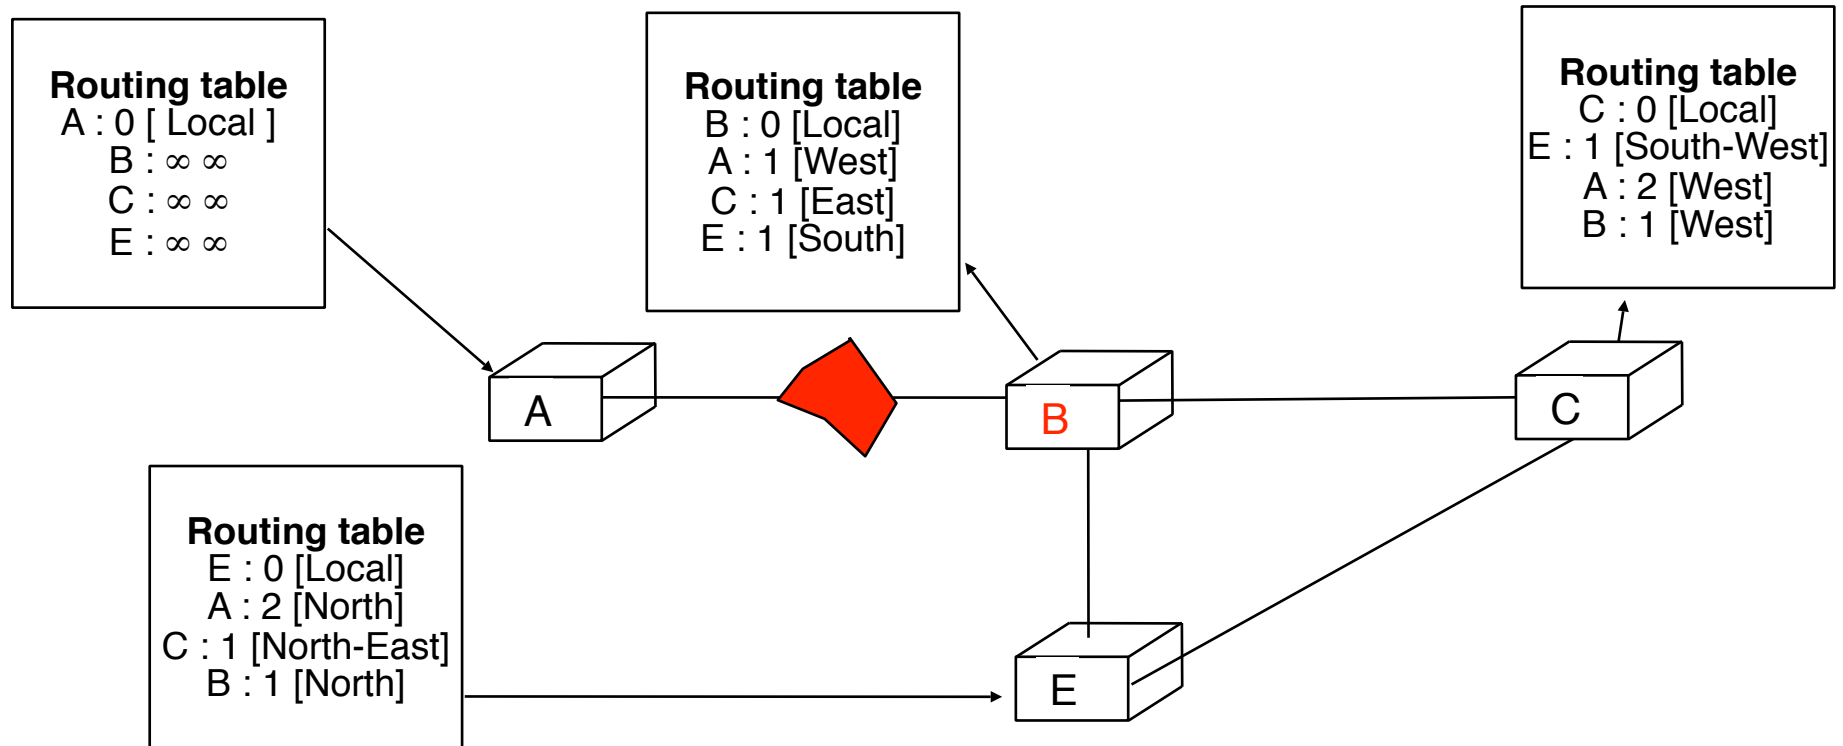 Routing table
A : 0 [ Local ]
B : ∞ ∞
C : ∞ ∞
E : ∞ ∞
Routing table
B : 0 [Local]
A : 1 [West]
C : 1 [East]
E : 1 [South]
Routing table
C : 0 [Local]
E : 1 [South-West]
A : 2 [West]
B : 1 [West]
A
B
C
Routing table
E : 0 [Local]
A : 2 [North]
C : 1 [North-East]
B : 1 [North]
E